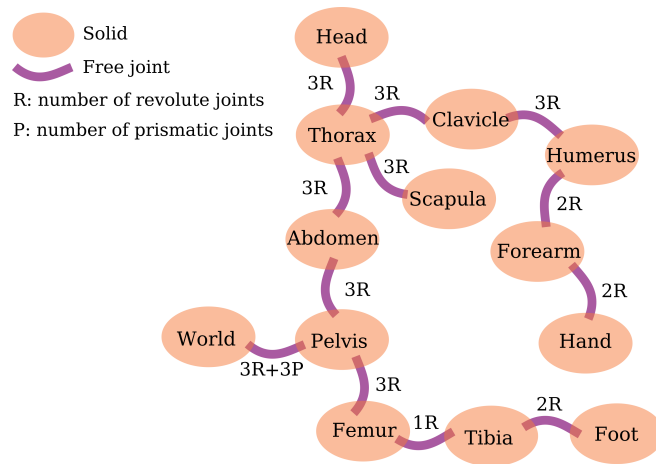 Solid
Free joint
R: number of revolute joints
P: number of prismatic joints
Head
3R
3R
Clavicle
3R
Thorax
Humerus
3R
3R
Scapula
2R
Abdomen
Forearm
3R
2R
World
3R+3P
Pelvis
Hand
3R
Femur
1R
Tibia
2R
Foot